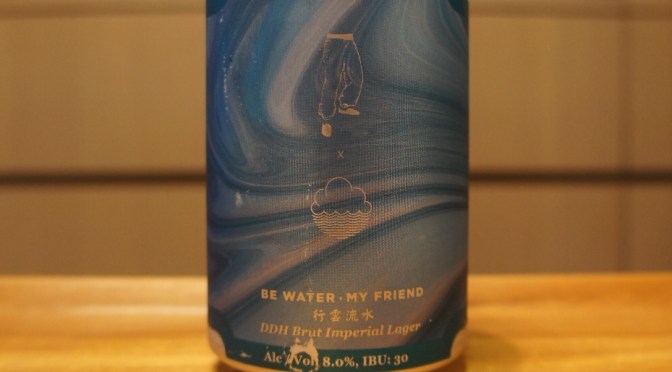 X
BE WATER · MY FRIEND
行雲流水
DDH Brut Imperial Lager
Alc / Vol: 8.0%, IBU: 30